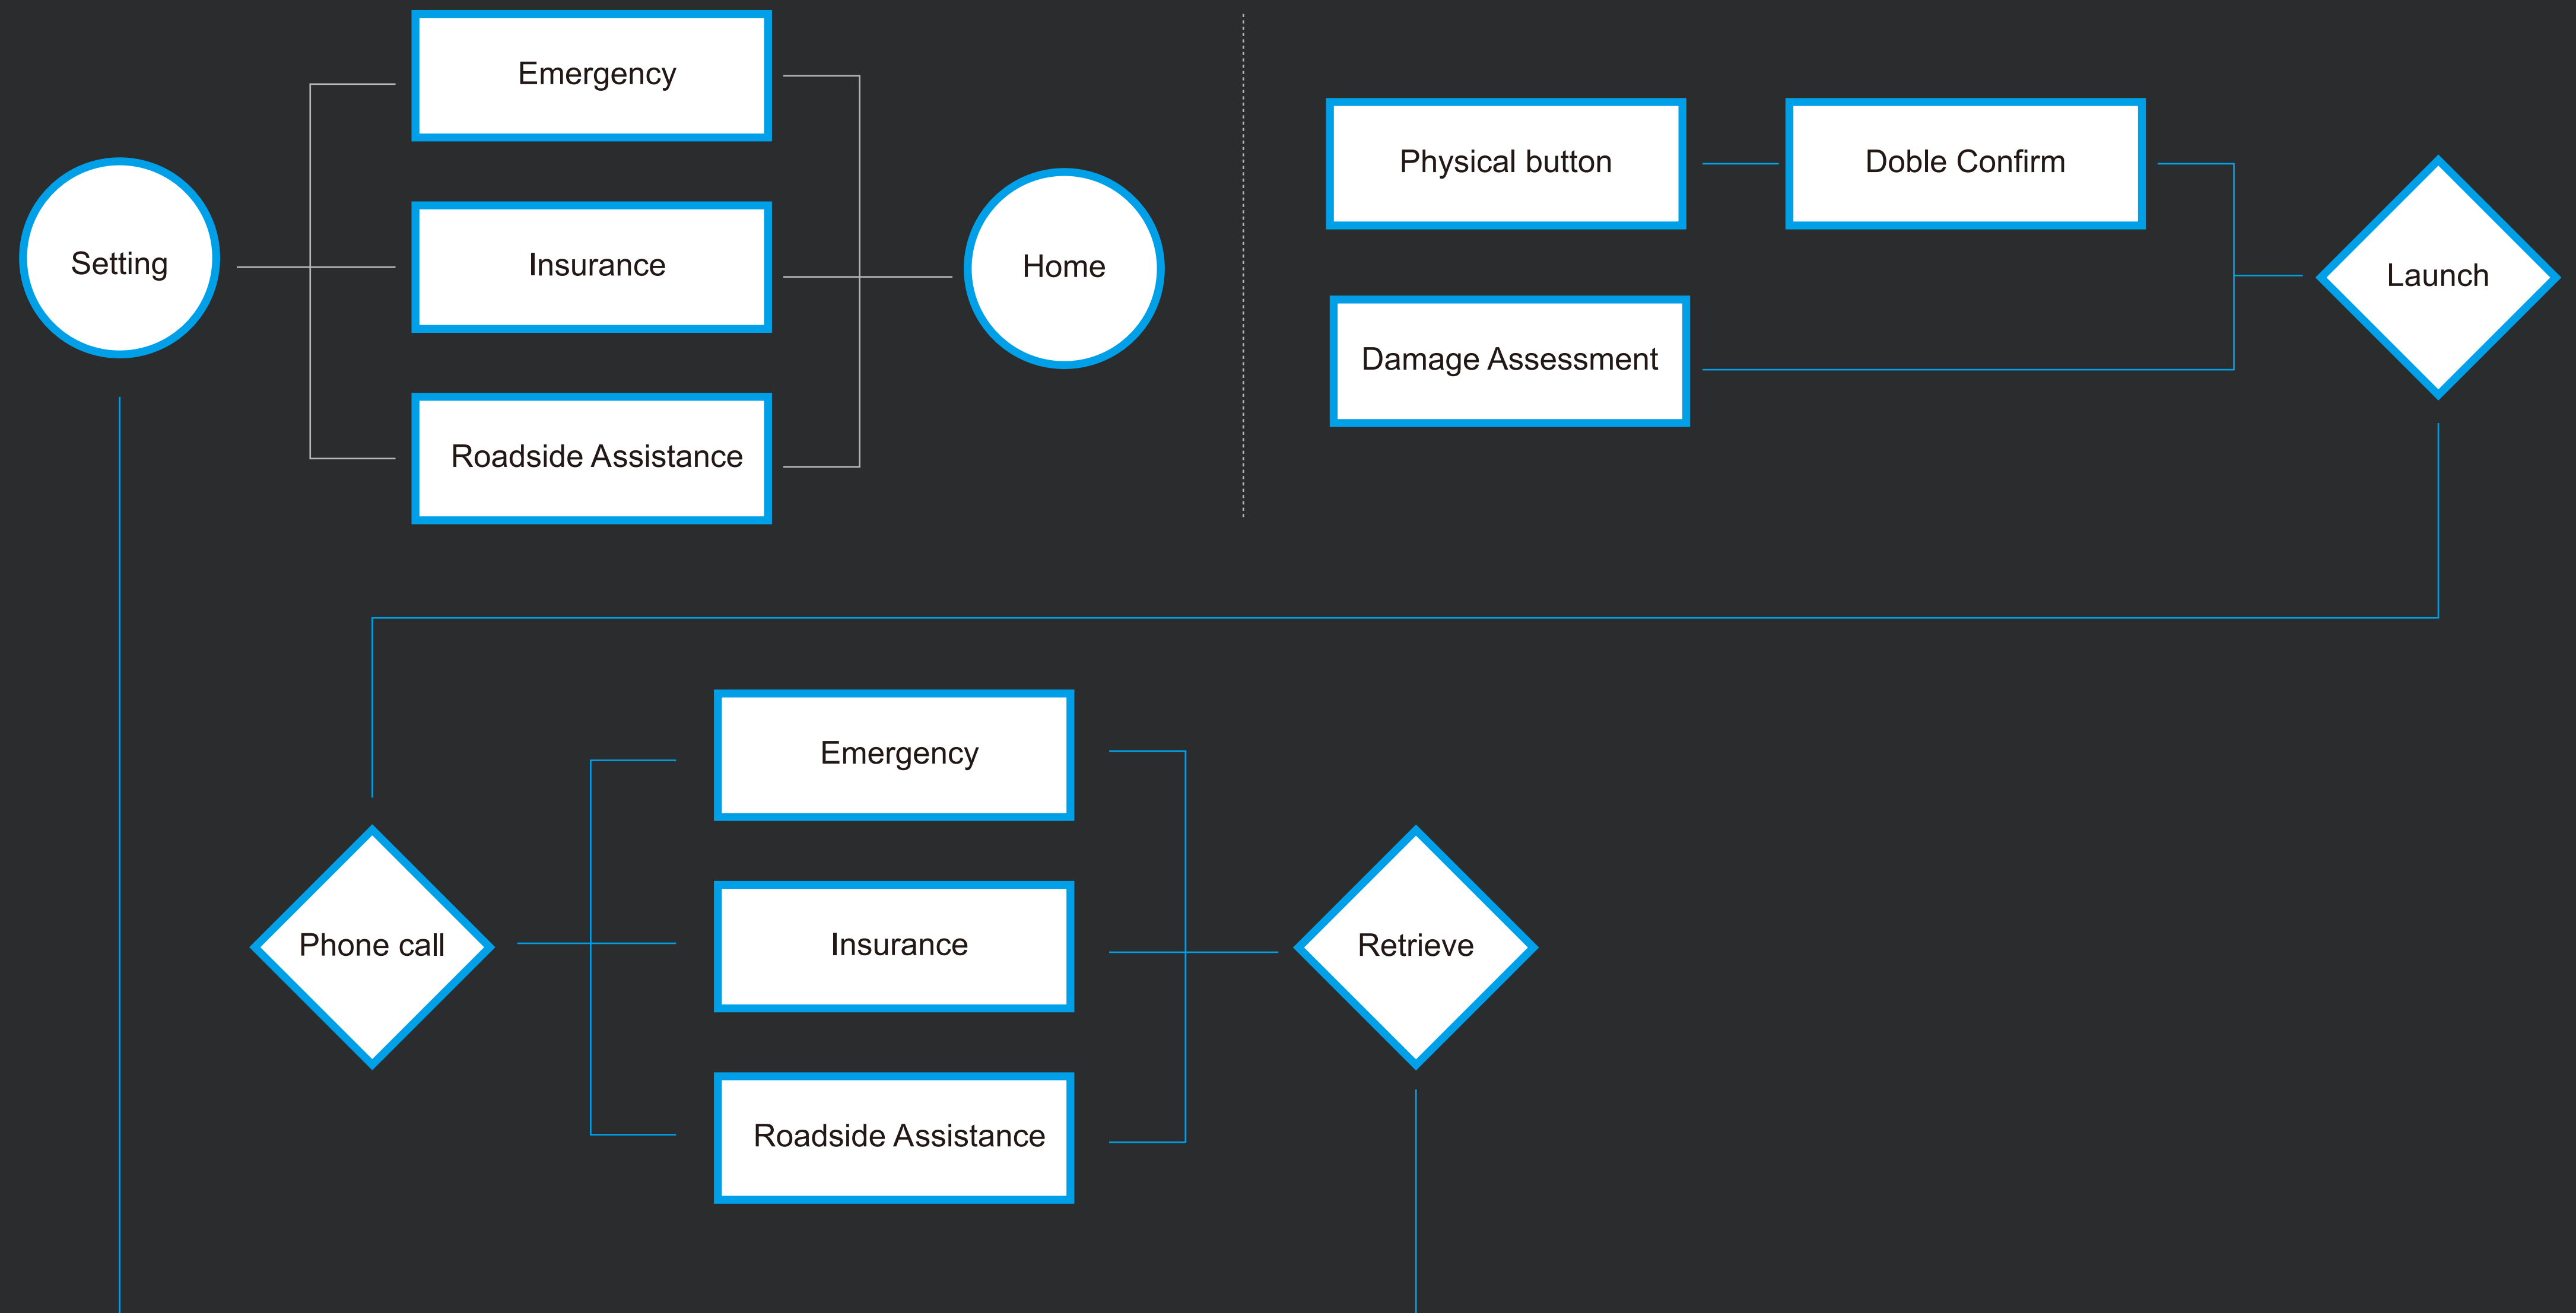 Emergency
Setting
Insurance
Roadside Assistance
Home
Physical button
Doble Confirm
Damage Assessment
Launch
Phone call
Emergency
Insurance
Roadside Assistance
Retrieve